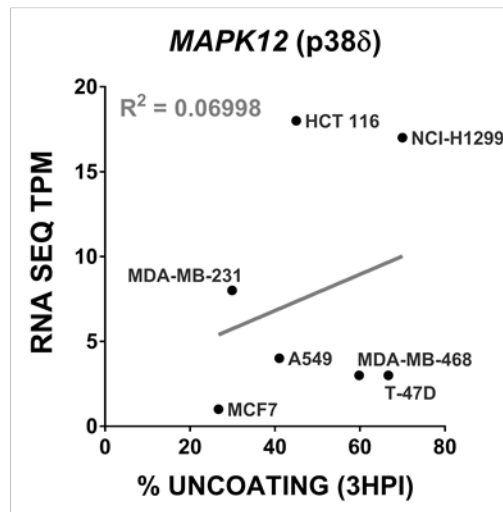 MAPK12 (p38δ)
R² = 0.06998
HCT 116
NCI-H1299
MDA-MB-231
A549
MDA-MB-468
T-47D
MCF7
RNA SEQ TPM
20
15
10
5
0
0 20 40 60 80
% UNCOATING (3HPI)